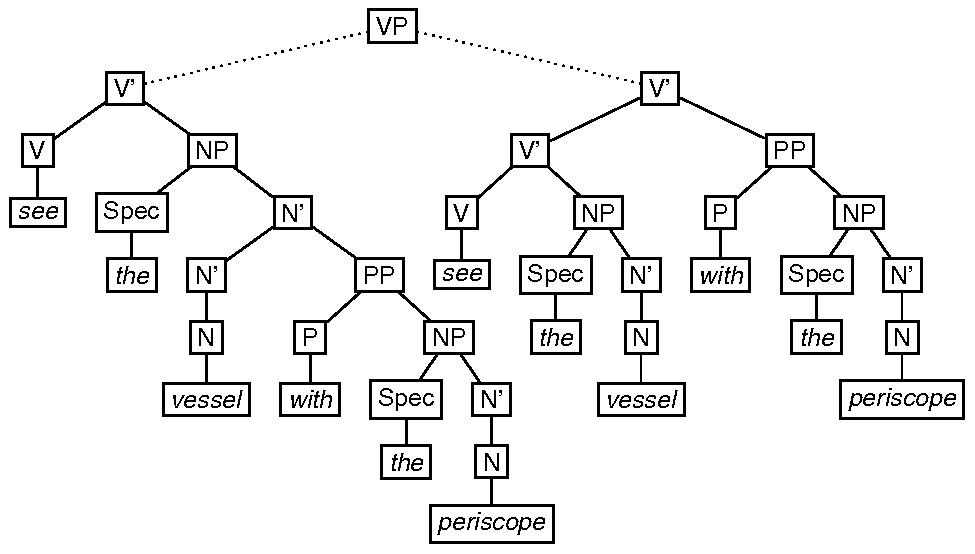 VP
V' V'
V NP V' PP
see Spec N' V NP P NP
the N' PP see Spec N' with Spec N'
N P NP the N the N
vessel with Spec N' vessel periscope
the N
periscope